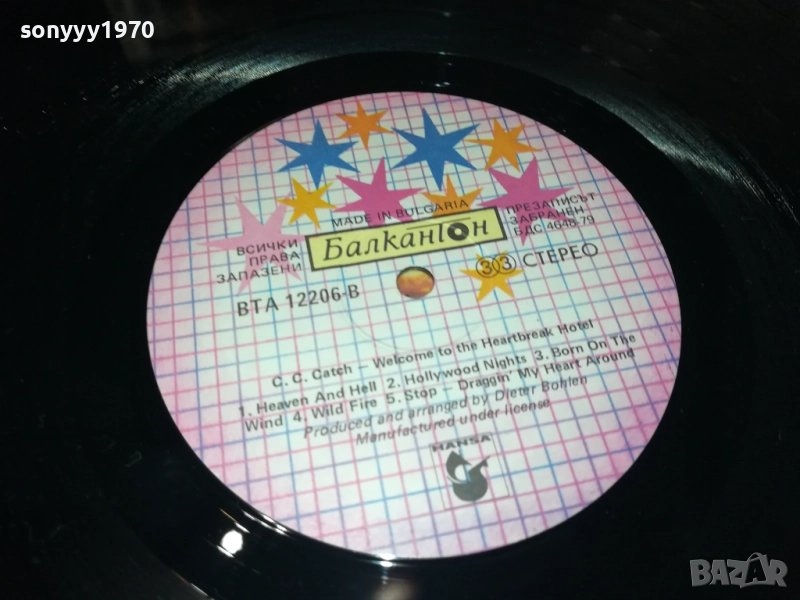 sonyyy1970
MADE IN BULGARIA
БалканТон
ВСИЧКИ
ПРАВА
ЗАПАЗЕНИ
ПРЕЗАПИСЪТ
ЗАБРАНЕН
БДС 4648-79
33 СТЕРЕО
ВТА 12206-В
C. C. Catch – Welcome to the Heartbreak Hotel
1. Heaven And Hell 2. Hollywood Nights 3. Born On The
Wind 4. Wild Fire 5. Stop – Draggin' My Heart Around
Produced and arranged by Dieter Bohlen
Manufactured under license
HANSA
BAZAR